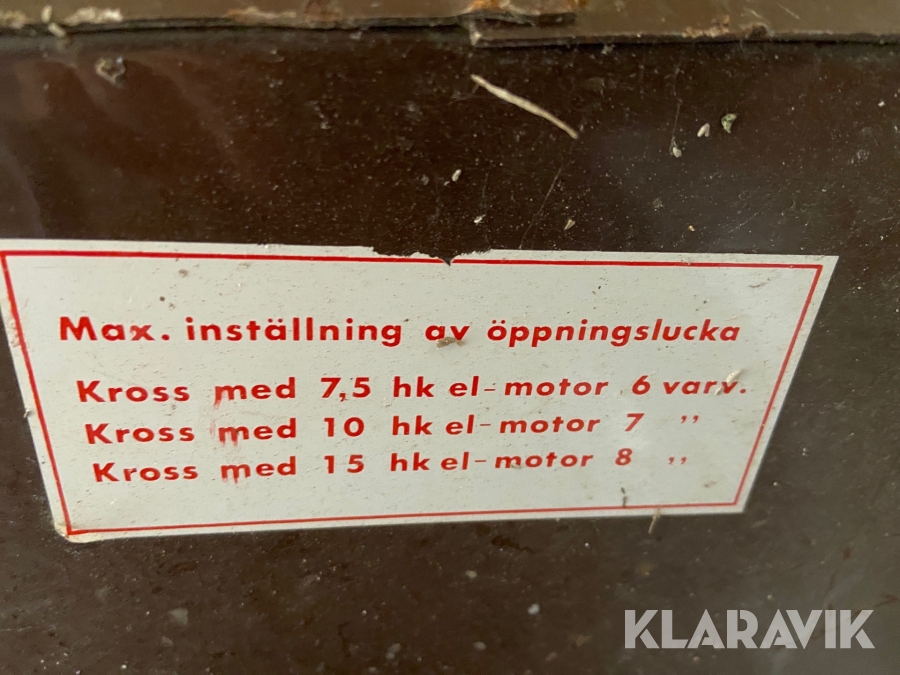 Max. inställning av öppningslucka
Kross med 7,5 hk el-motor 6 varv.
Kross med 10 hk el-motor 7 ,,
Kross med 15 hk el-motor 8 ,,
KLARAVIK